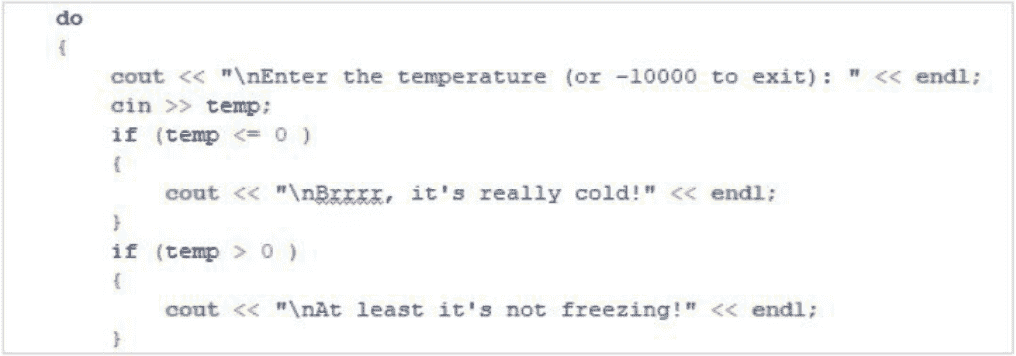 do
{
cout << "\nEnter the temperature (or -10000 to exit): " << endl;
cin >> temp;
if (temp <= 0 )
{
cout << "\nBrrrr, it's really cold!" << endl;
}
if (temp > 0 )
{
cout << "\nAt least it's not freezing!" << endl;
}